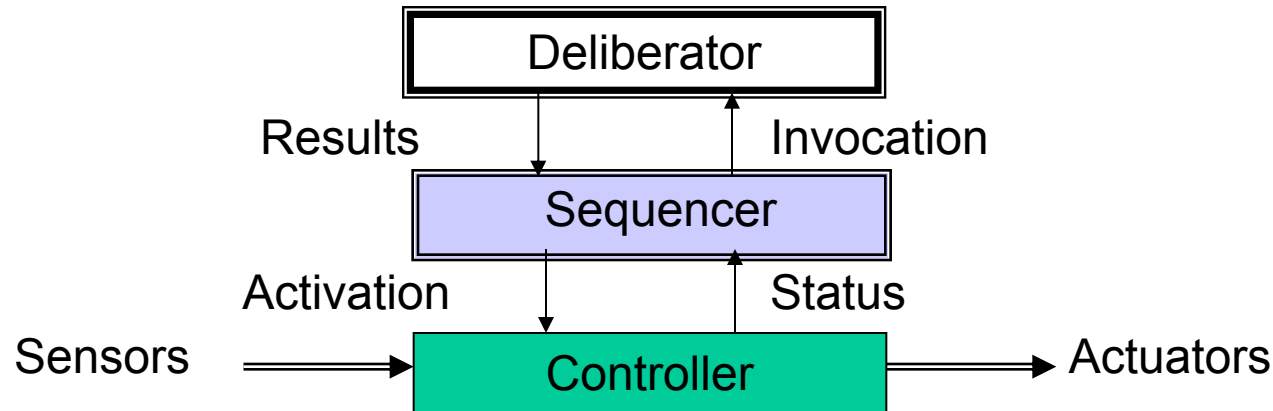 Deliberator
Results
Invocation
Sequencer
Activation
Status
Sensors
Controller
Actuators